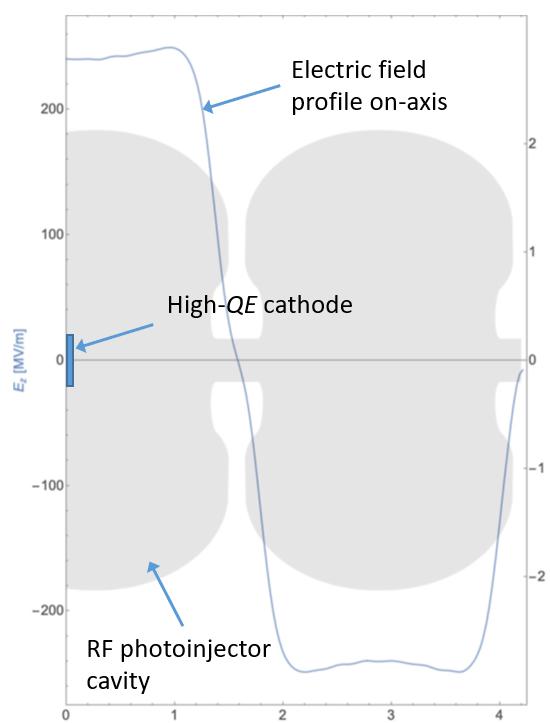 Electric field
profile on-axis
200
2
100
1
High-QE cathode
0
0
Ez [MV/m]
-100
-1
-200
-2
RF photoinjector
cavity
0
1
2
3
4